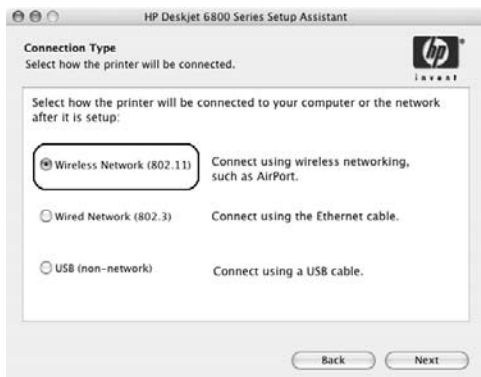 HP Deskjet 6800 Series Setup Assistant
Connection Type
Select how the printer will be connected.
hp
invent
Select how the printer will be connected to your computer or the network
after it is setup:
Wireless Network (802.11)
Connect using wireless networking,
such as AirPort.
Wired Network (802.3)
Connect using the Ethernet cable.
USB (non-network)
Connect using a USB cable.
Back
Next